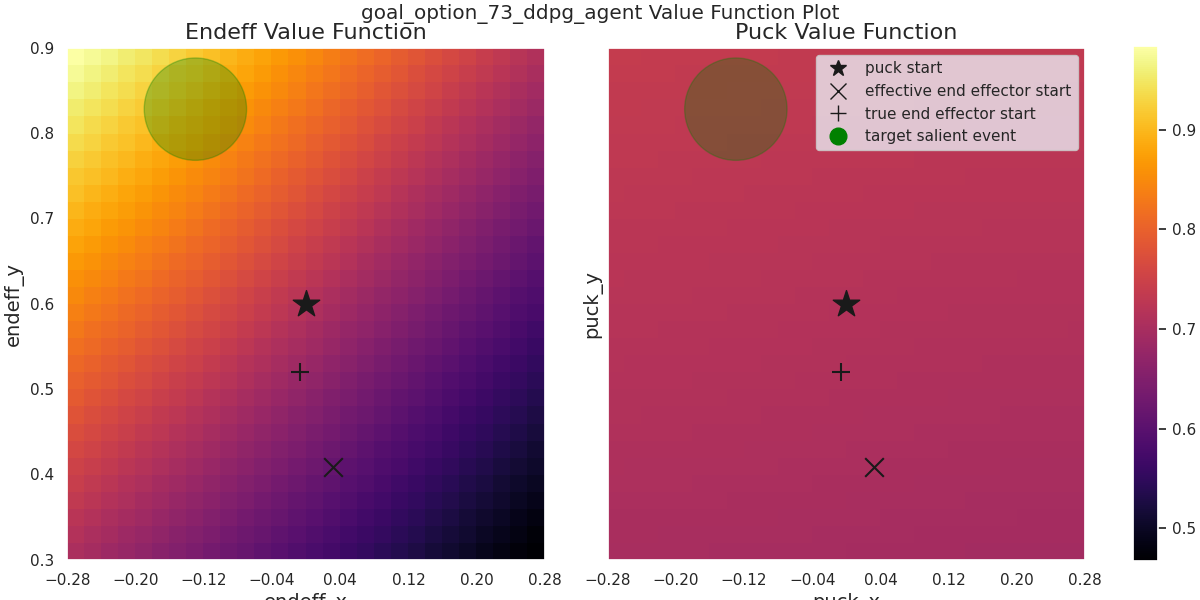 goal_option_73_ddpg_agent Value Function Plot
Endeff Value Function
Puck Value Function
puck start
effective end effector start
true end effector start
target salient event
0.9
0.8
0.7
0.6
0.5
0.4
0.3
endeff_y
−0.28 −0.20 −0.12 −0.04 0.04 0.12 0.20 0.28
endeff_x
puck_y
−0.28 −0.20 −0.12 −0.04 0.04 0.12 0.20 0.28
puck_x
0.9
0.8
0.7
0.6
0.5